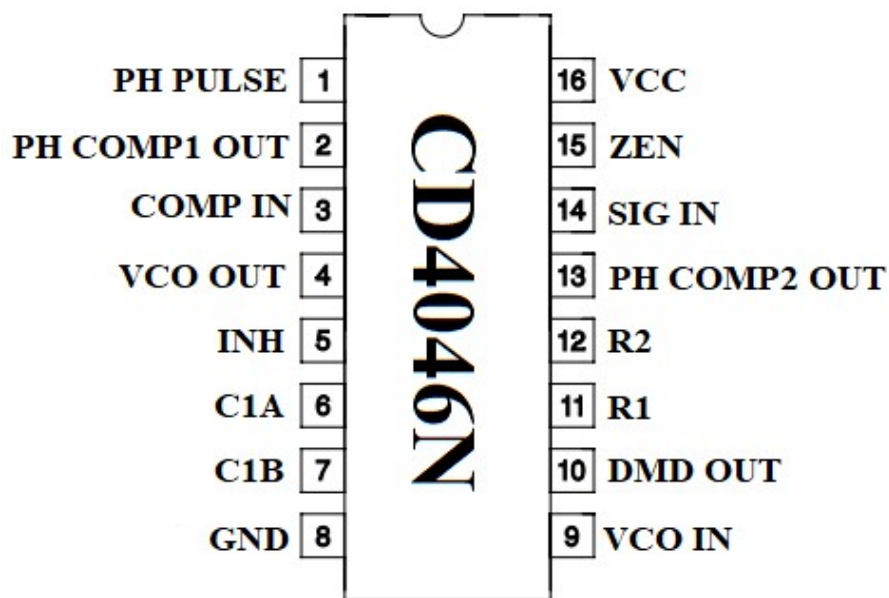 PH PULSE 1
PH COMP1 OUT 2
COMP IN 3
VCO OUT 4
INH 5
C1A 6
C1B 7
GND 8
CD4046N
16 VCC
15 ZEN
14 SIG IN
13 PH COMP2 OUT
12 R2
11 R1
10 DMD OUT
9 VCO IN